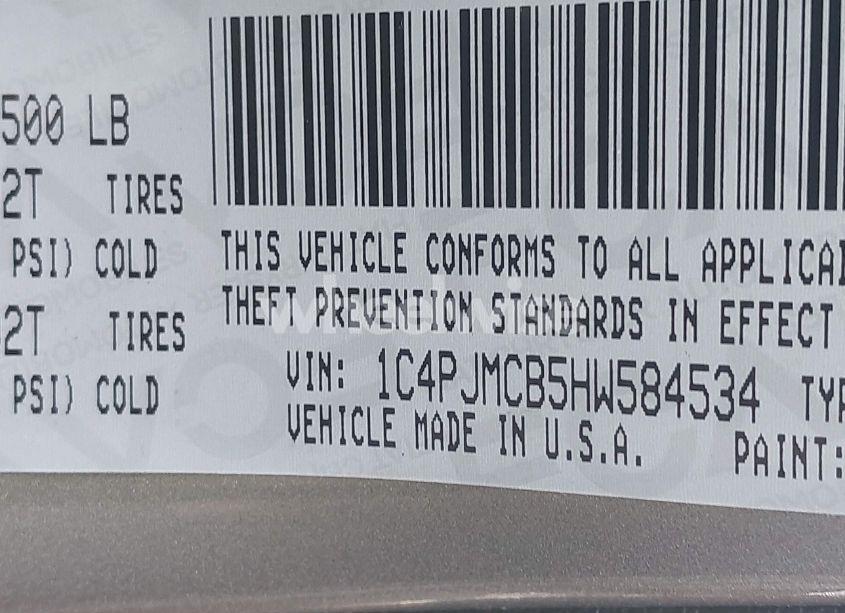 500 LB
2T TIRES
PSI) COLD
2T TIRES
PSI) COLD
THIS VEHICLE CONFORMS TO ALL APPLICA
THEFT PREVENTION STANDARDS IN EFFECT
VIN: 1C4PJMCB5HW584534 TYP
VEHICLE MADE IN U.S.A. PAINT: